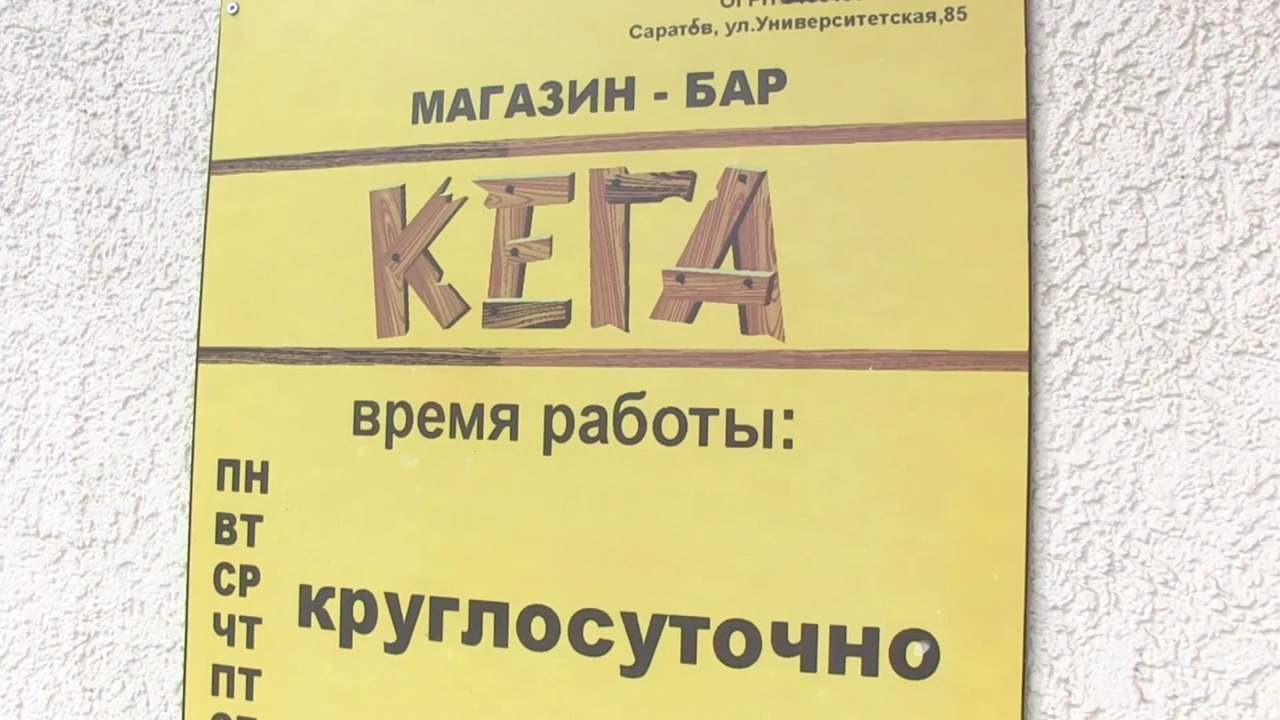 Саратов, ул.Университетская,85
МАГАЗИН - БАР
КЕГА
время работы:
ПН
ВТ
СР
ЧТ
ПТ
круглосуточно